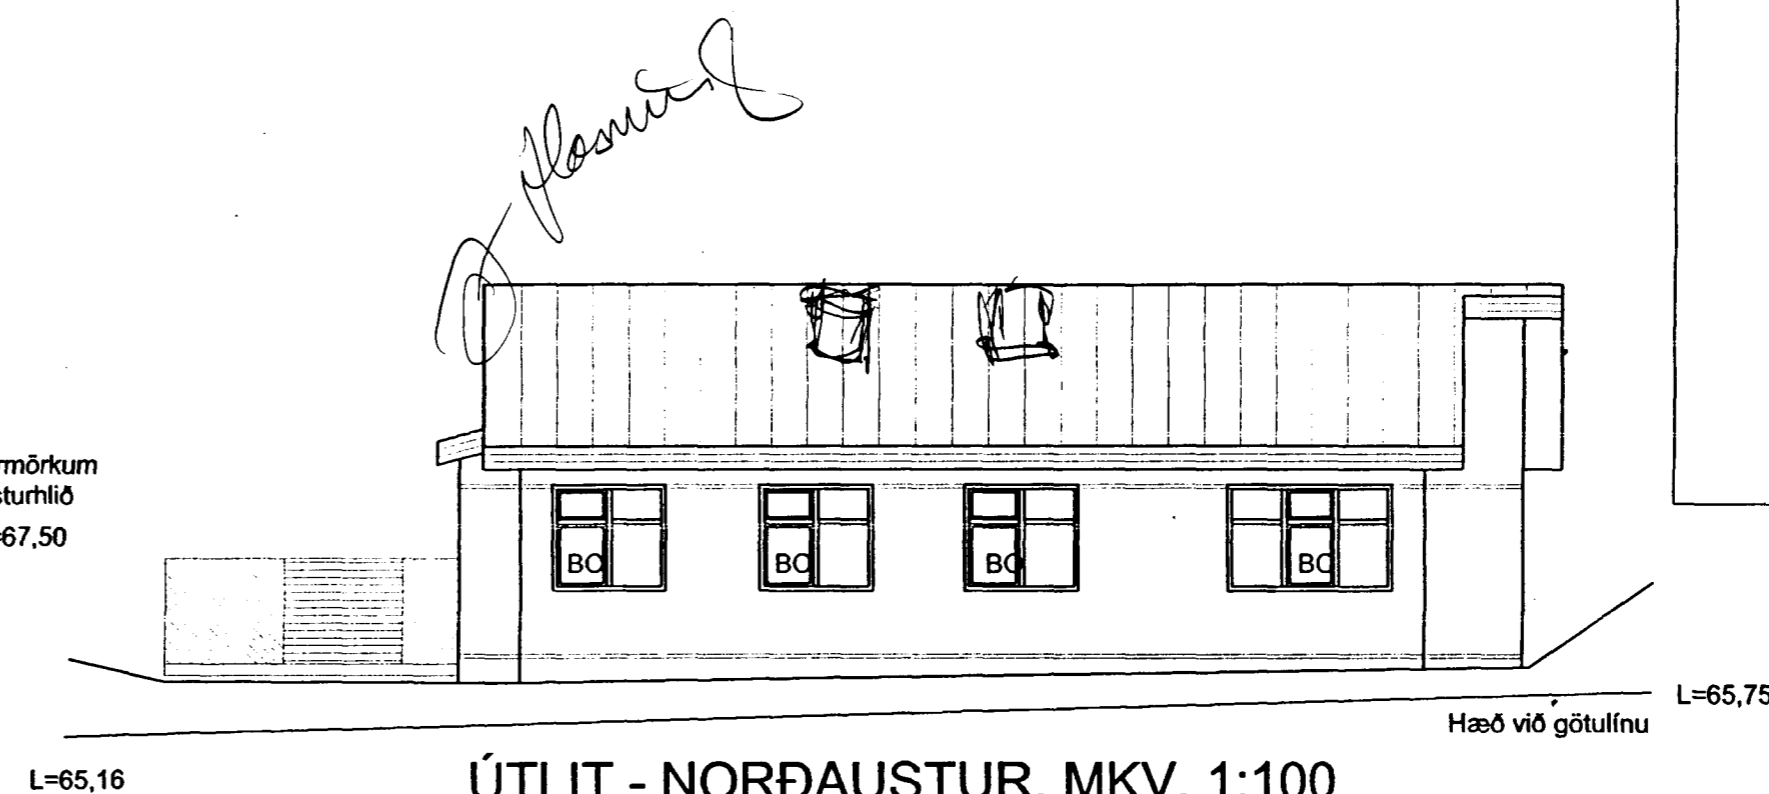 rmörkum
sturhlið
=67,50
BO
BO
BO
BO
L=65,75
Hæð við götulínu
L=65,16
ÚTLIT - NORÐAUSTUR, MKV. 1:100